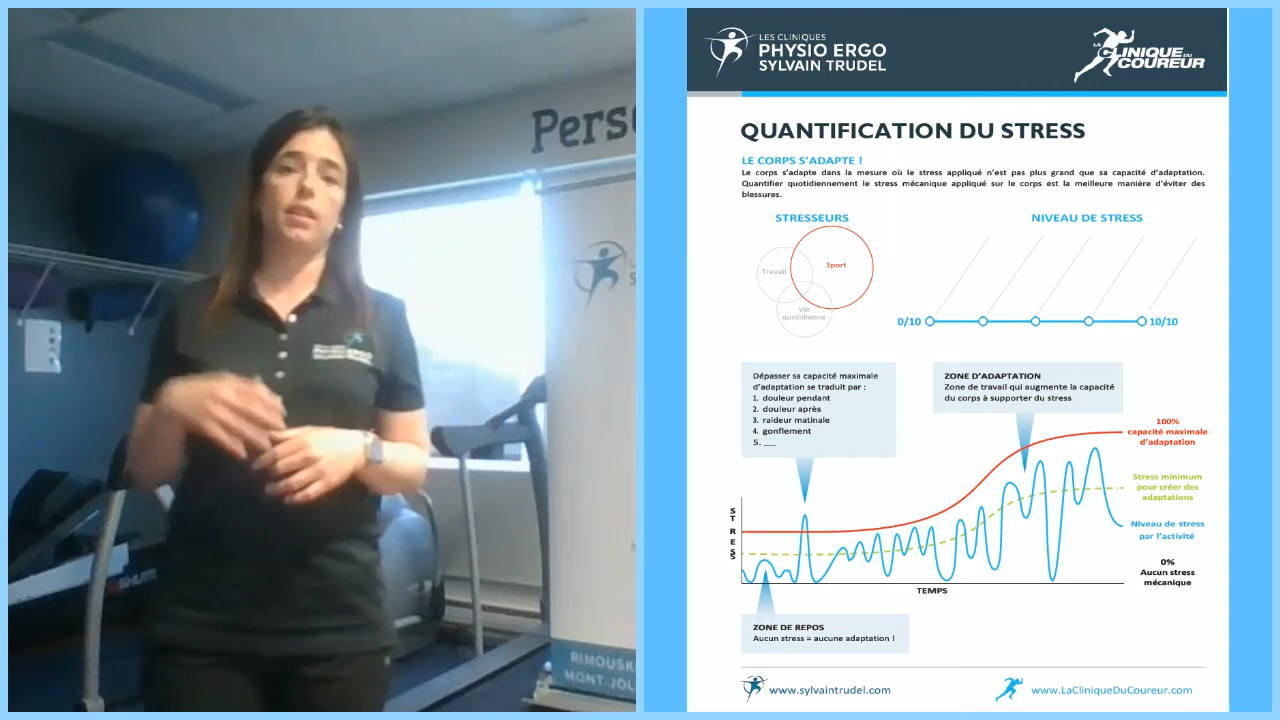 Perso
RIMOUSK
MONT-JOL
LES CLINIQUES
PHYSIO ERGO
SYLVAIN TRUDEL
LA CLINIQUE DU
COUREUR
QUANTIFICATION DU STRESS
LE CORPS S'ADAPTE !
Le corps s'adapte dans la mesure où le stress appliqué n'est pas plus grand que sa capacité d'adaptation.
Quantifier quotidiennement le stress mécanique appliqué sur le corps est la meilleure manière d'éviter des
blessures.
STRESSEURS
Sport
Travail
Vie
quotidienne
NIVEAU DE STRESS
0/10
10/10
Dépasser sa capacité maximale
d'adaptation se traduit par :
1. douleur pendant
2. douleur après
3. raideur matinale
4. gonflement
5. __
ZONE D'ADAPTATION
Zone de travail qui augmente la capacité
du corps à supporter du stress
100%
capacité maximale
d'adaptation
Stress minimum
pour créer des
adaptations
Niveau de stress
par l'activité
0%
Aucun stress
mécanique
STRESS
TEMPS
ZONE DE REPOS
Aucun stress = aucune adaptation !
www.sylvaintrudel.com
www.LaCliniqueDuCoureur.com